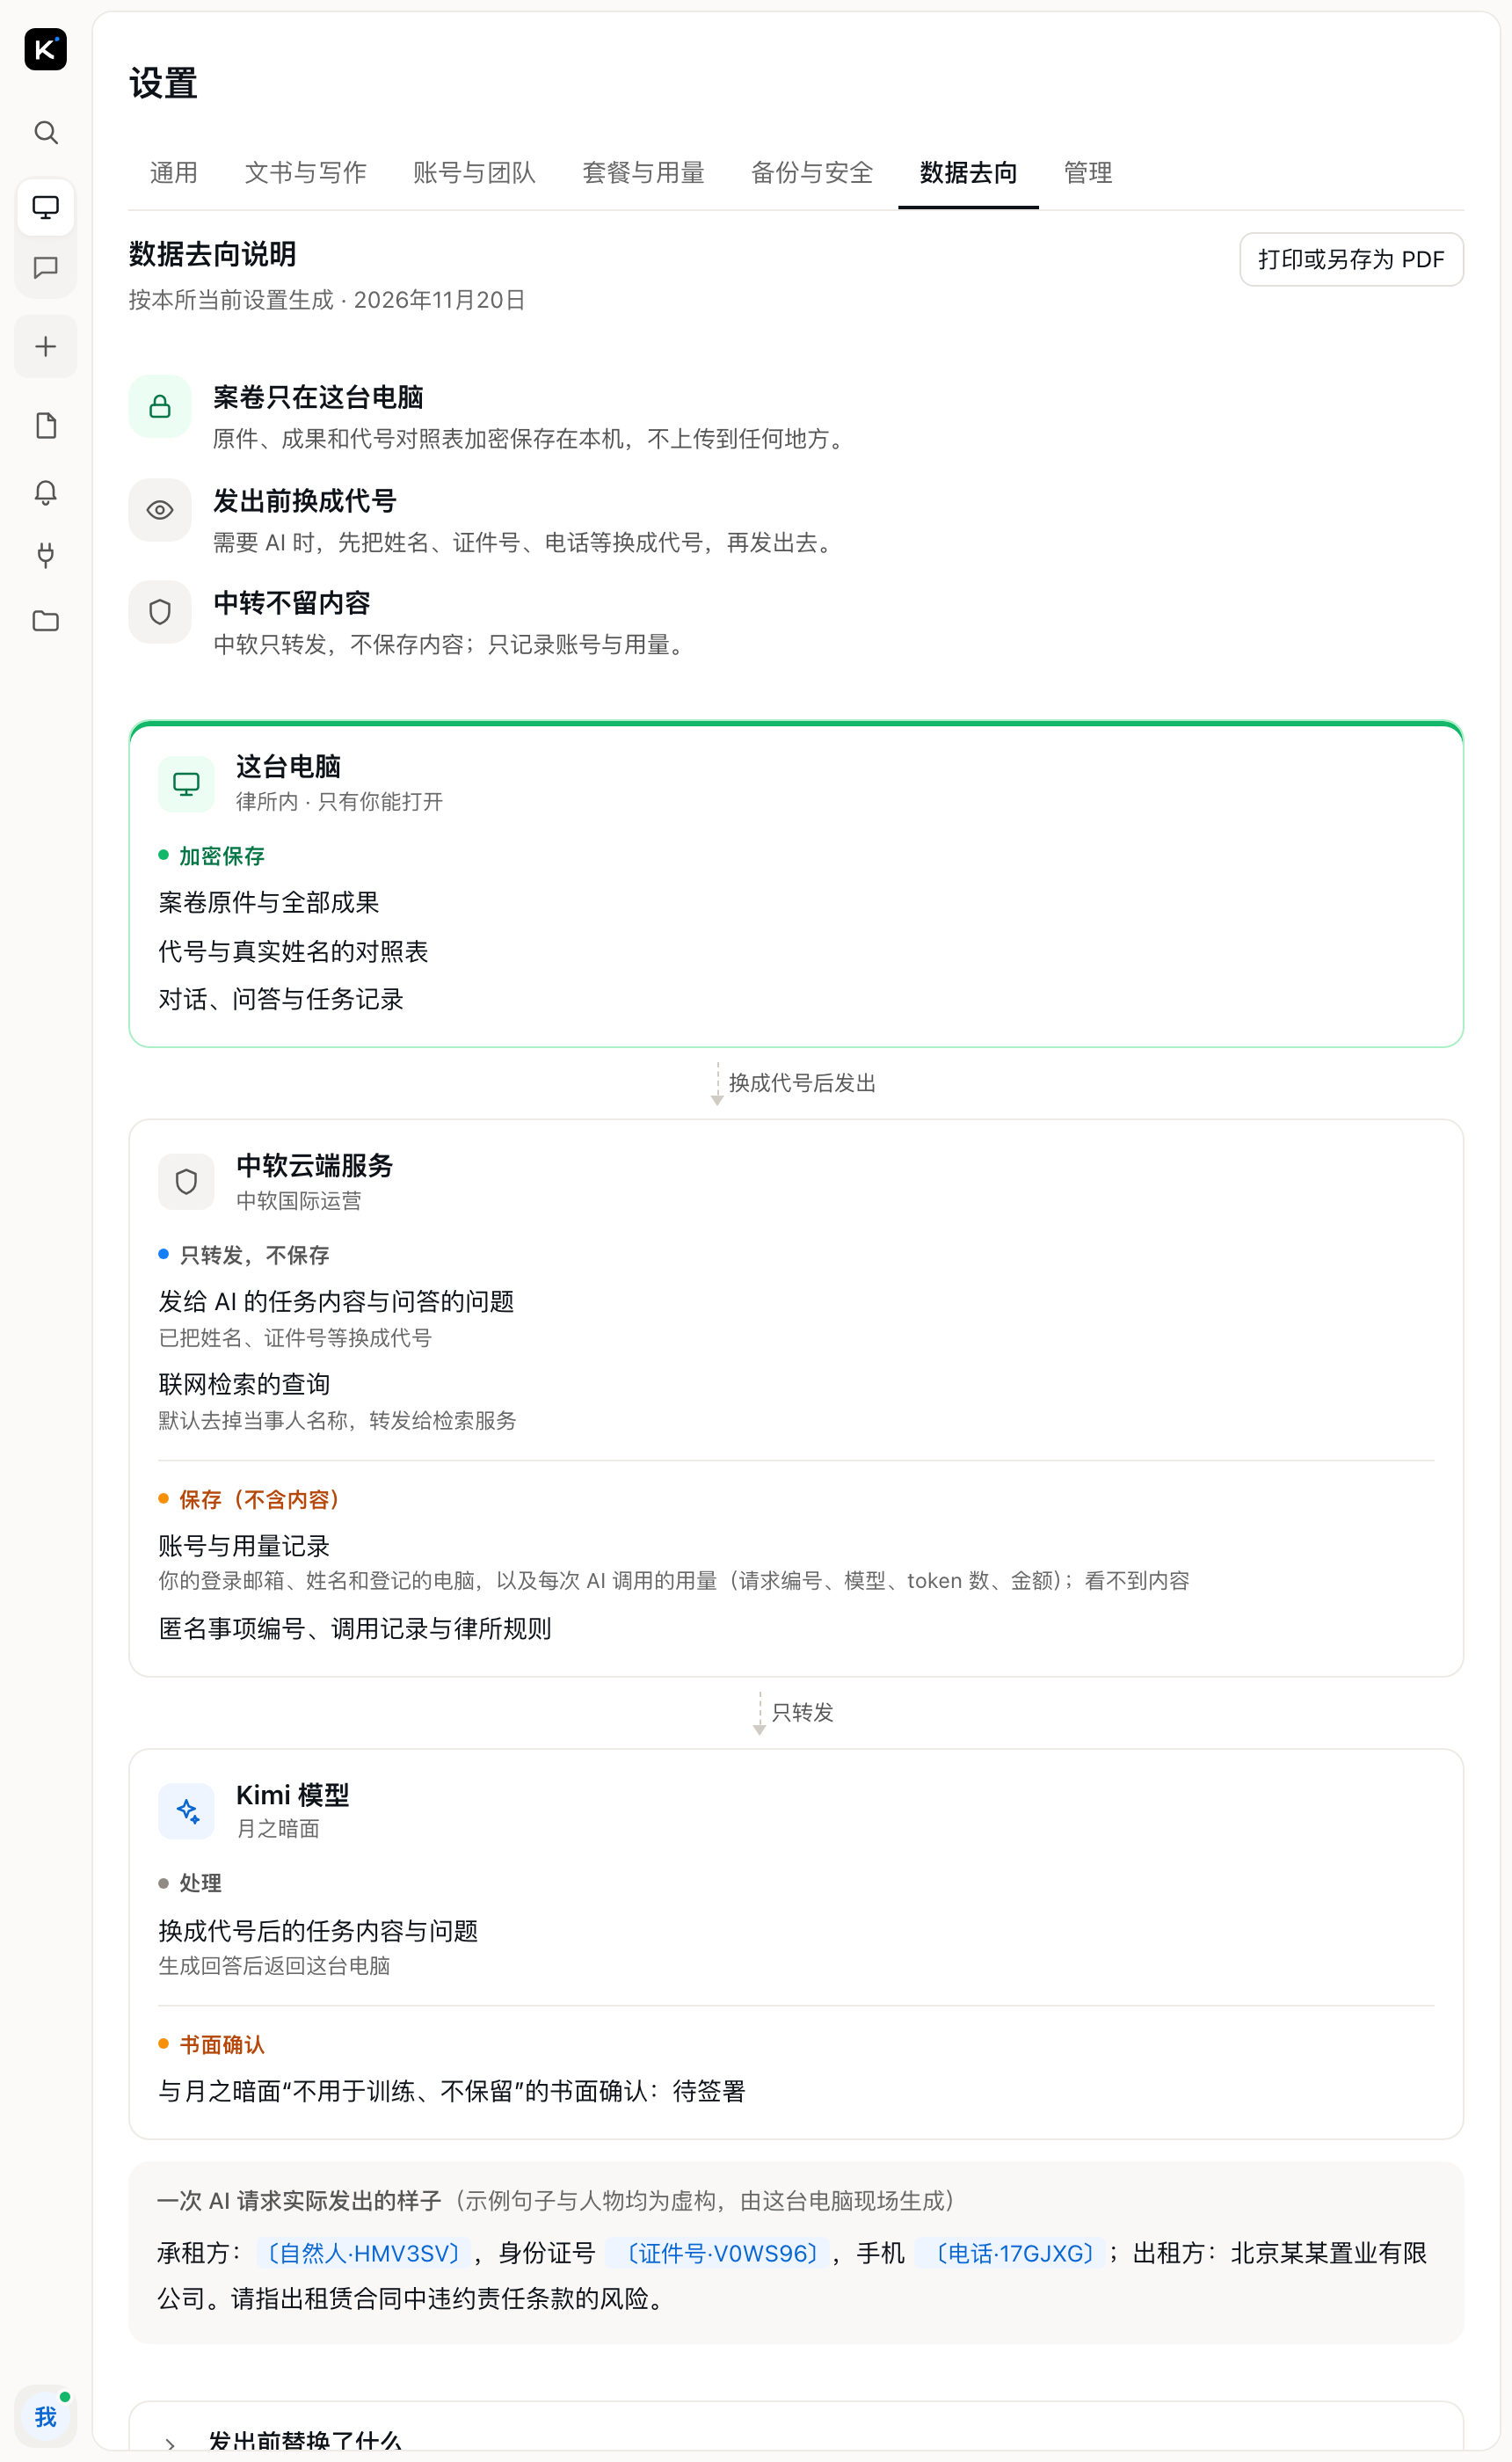 K
设置
通用 文书与写作 账号与团队 套餐与用量 备份与安全 数据去向 管理
数据去向说明
打印或另存为 PDF
按本所当前设置生成 · 2026年11月20日
案卷只在这台电脑
原件、成果和代号对照表加密保存在本机，不上传到任何地方。
发出前换成代号
需要 AI 时，先把姓名、证件号、电话等换成代号，再发出去。
中转不留内容
中软只转发，不保存内容；只记录账号与用量。
这台电脑
律所内 · 只有你能打开
加密保存
案卷原件与全部成果
代号与真实姓名的对照表
对话、问答与任务记录
换成代号后发出
中软云端服务
中软国际运营
只转发，不保存
发给 AI 的任务内容与问答的问题
已把姓名、证件号等换成代号
联网检索的查询
默认去掉当事人名称，转发给检索服务
保存（不含内容）
账号与用量记录
你的登录邮箱、姓名和登记的电脑，以及每次 AI 调用的用量（请求编号、模型、token 数、金额）；看不到内容
匿名事项编号、调用记录与律所规则
只转发
Kimi 模型
月之暗面
处理
换成代号后的任务内容与问题
生成回答后返回这台电脑
书面确认
与月之暗面“不用于训练、不保留”的书面确认：待签署
一次 AI 请求实际发出的样子（示例句子与人物均为虚构，由这台电脑现场生成）
承租方：〔自然人·HMV3SV〕，身份证号 〔证件号·V0WS96〕，手机 〔电话·17GJXG〕；出租方：北京某某置业有限
公司。请指出租赁合同中违约责任条款的风险。
我
发出前替换了什么